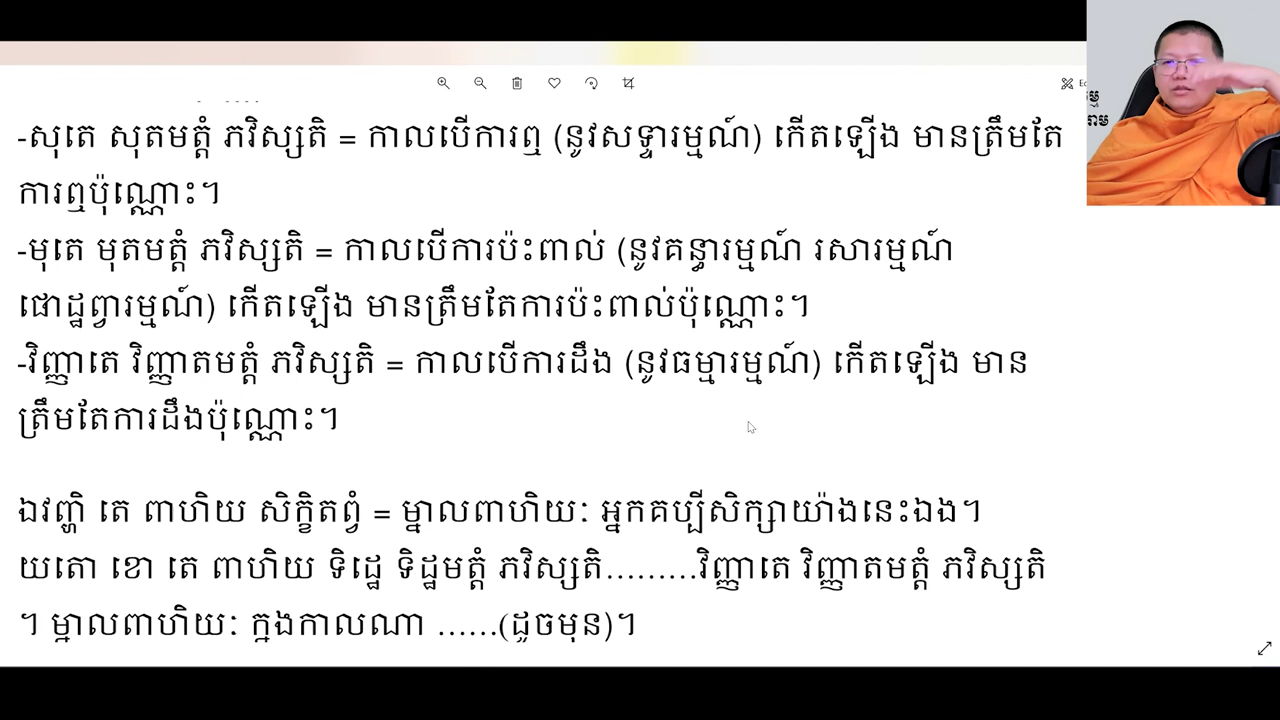 -សុតេ សុតមត្តំ ភវិស្សតិ = កាលបើការឮ (នូវសទ្ទារម្មណ៍) កើតឡើង មានត្រឹមតែ
ការឮប៉ុណ្ណោះ។
-មុតេ មុតមត្តំ ភវិស្សតិ = កាលបើការប៉ះពាល់ (នូវគន្ធារម្មណ៍ រសារម្មណ៍
ផោដ្ឋព្វារម្មណ៍) កើតឡើង មានត្រឹមតែការប៉ះពាល់ប៉ុណ្ណោះ។
-វិញ្ញាតេ វិញ្ញាតមត្តំ ភវិស្សតិ = កាលបើការដឹង (នូវធម្មារម្មណ៍) កើតឡើង មាន
ត្រឹមតែការដឹងប៉ុណ្ណោះ។
ឯវញ្ហិ តេ ពាហិយ សិក្ខិតព្វំ = ម្នាលពាហិយៈ អ្នកគប្បីសិក្សាយ៉ាងនេះឯង។
យតោ ខោ តេ ពាហិយ ទិដ្ឋេ ទិដ្ឋមត្តំ ភវិស្សតិ.........វិញ្ញាតេ វិញ្ញាតមត្តំ ភវិស្សតិ
។ ម្នាលពាហិយៈ ក្នុងកាលណា ......(ដូចមុន)។